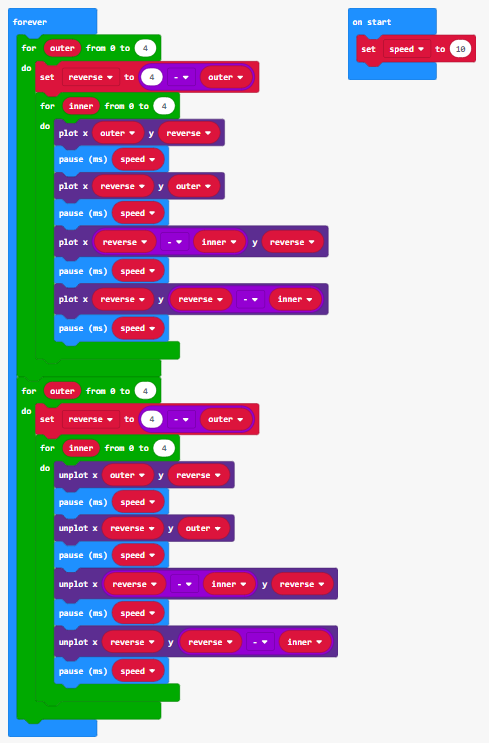 forever
for outer from 0 to 4
do
set reverse to 4 - outer
for inner from 0 to 4
do
plot x outer y reverse
pause (ms) speed
plot x reverse y outer
pause (ms) speed
plot x reverse - inner y reverse
pause (ms) speed
plot x reverse y reverse - inner
pause (ms) speed
for outer from 0 to 4
do
set reverse to 4 - outer
for inner from 0 to 4
do
unplot x outer y reverse
pause (ms) speed
unplot x reverse y outer
pause (ms) speed
unplot x reverse - inner y reverse
pause (ms) speed
unplot x reverse y reverse - inner
pause (ms) speed
on start
set speed to 10